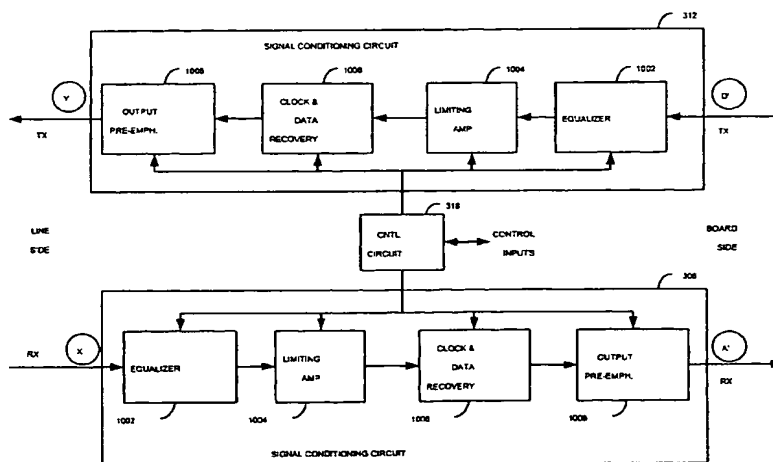 312
SIGNAL CONDITIONING CIRCUIT
1008
1006
1004
1002
Y
D'
OUTPUT
PRE-EMPH.
CLOCK &
DATA
RECOVERY
LIMITING
AMP
EQUALIZER
TX
TX
318
LINE
SIDE
CNTL
CIRCUIT
CONTROL
INPUTS
BOARD
SIDE
308
RX
X
A'
EQUALIZER
LIMITING
AMP
CLOCK &
DATA
RECOVERY
OUTPUT
PRE-EMPH.
RX
1002
1004
1006
1008
SIGNAL CONDITIONING CIRCUIT